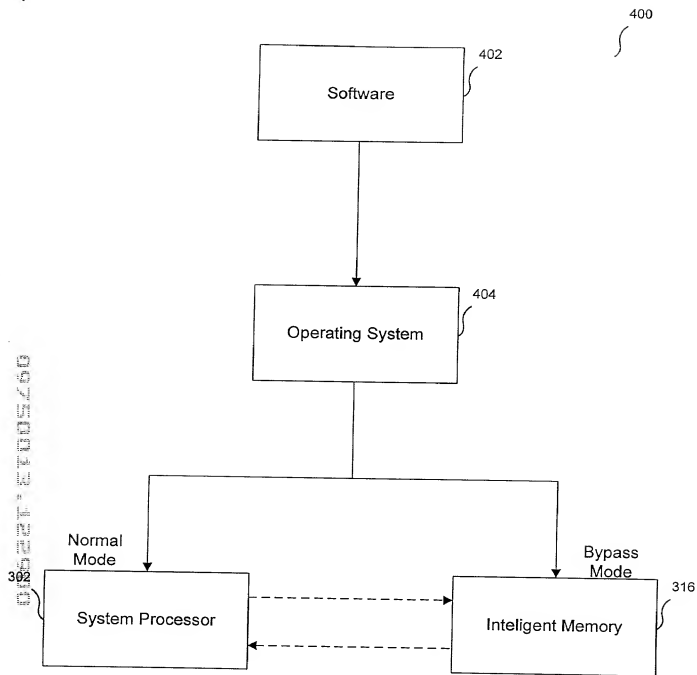 400
402
Software
404
Operating System
Normal
Mode
Bypass
Mode
302
System Processor
316
Inteligent Memory